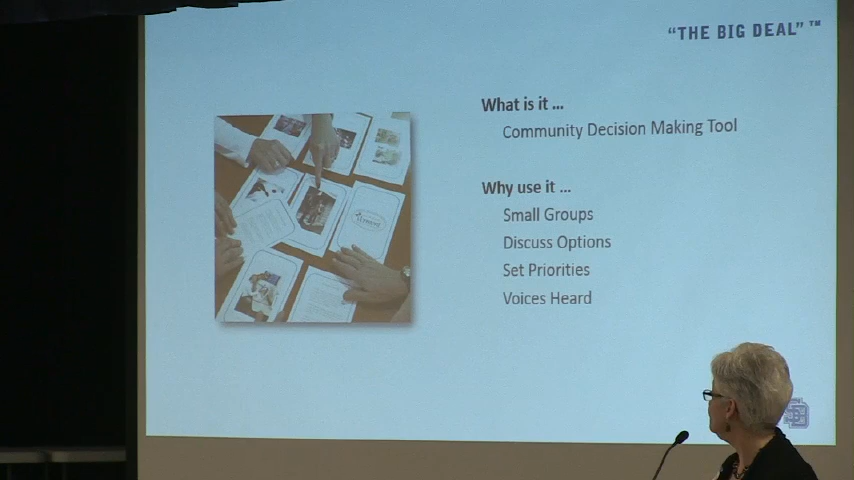 “THE BIG DEAL” ™
What is it ...
Community Decision Making Tool
Why use it ...
Small Groups
Discuss Options
Set Priorities
Voices Heard